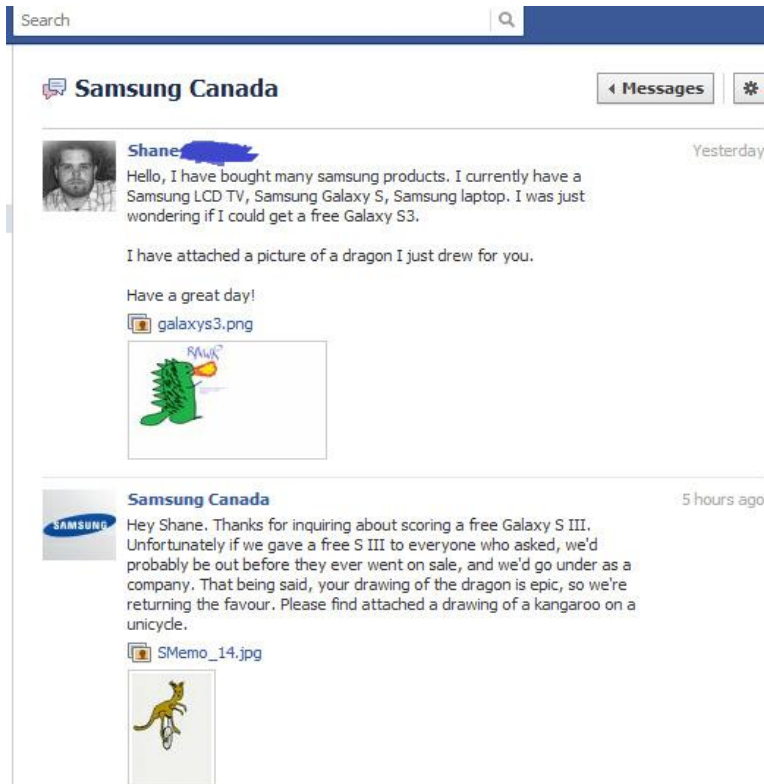 Search
Samsung Canada
Messages
Shane
Yesterday
Hello, I have bought many samsung products. I currently have a
Samsung LCD TV, Samsung Galaxy S, Samsung laptop. I was just
wondering if I could get a free Galaxy S3.
I have attached a picture of a dragon I just drew for you.
Have a great day!
galaxys3.png
RAWR
Samsung Canada
5 hours ago
SAMSUNG
Hey Shane. Thanks for inquiring about scoring a free Galaxy S III.
Unfortunately if we gave a free S III to everyone who asked, we'd
probably be out before they ever went on sale, and we'd go under as a
company. That being said, your drawing of the dragon is epic, so we're
returning the favour. Please find attached a drawing of a kangaroo on a
unicycle.
SMemo_14.jpg